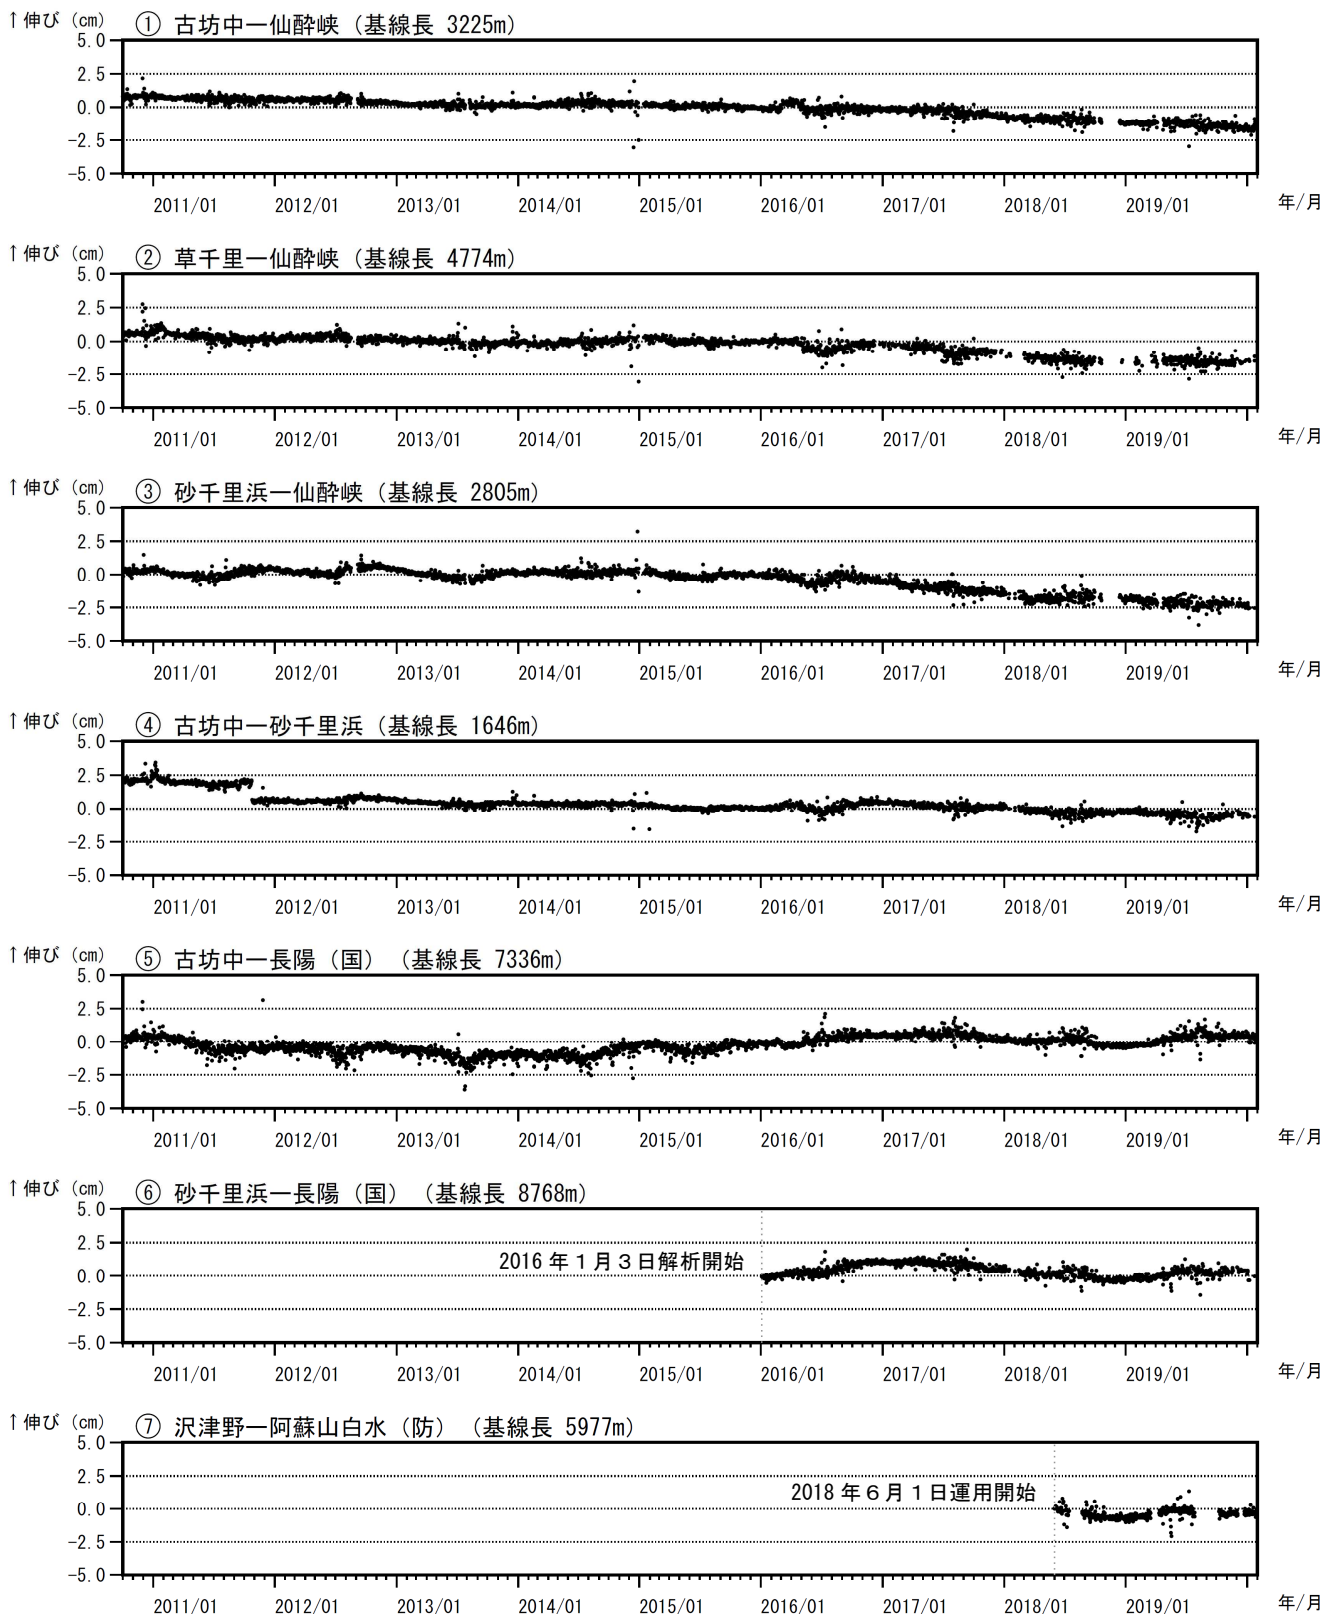 ↑伸び (cm) ① 古坊中ー仙酔峡（基線長 3225m）
5.0
2.5
0.0
-2.5
-5.0
2011/01 2012/01 2013/01 2014/01 2015/01 2016/01 2017/01 2018/01 2019/01 年/月
↑伸び (cm) ② 草千里ー仙酔峡（基線長 4774m）
5.0
2.5
0.0
-2.5
-5.0
2011/01 2012/01 2013/01 2014/01 2015/01 2016/01 2017/01 2018/01 2019/01 年/月
↑伸び (cm) ③ 砂千里浜ー仙酔峡（基線長 2805m）
5.0
2.5
0.0
-2.5
-5.0
2011/01 2012/01 2013/01 2014/01 2015/01 2016/01 2017/01 2018/01 2019/01 年/月
↑伸び (cm) ④ 古坊中ー砂千里浜（基線長 1646m）
5.0
2.5
0.0
-2.5
-5.0
2011/01 2012/01 2013/01 2014/01 2015/01 2016/01 2017/01 2018/01 2019/01 年/月
↑伸び (cm) ⑤ 古坊中ー長陽（国）（基線長 7336m）
5.0
2.5
0.0
-2.5
-5.0
2011/01 2012/01 2013/01 2014/01 2015/01 2016/01 2017/01 2018/01 2019/01 年/月
↑伸び (cm) ⑥ 砂千里浜ー長陽（国）（基線長 8768m）
5.0
2.5
2016年１月３日解析開始
0.0
-2.5
-5.0
2011/01 2012/01 2013/01 2014/01 2015/01 2016/01 2017/01 2018/01 2019/01 年/月
↑伸び (cm) ⑦ 沢津野ー阿蘇山白水（防）（基線長 5977m）
5.0
2.5
2018年６月１日運用開始
0.0
-2.5
-5.0
2011/01 2012/01 2013/01 2014/01 2015/01 2016/01 2017/01 2018/01 2019/01 年/月